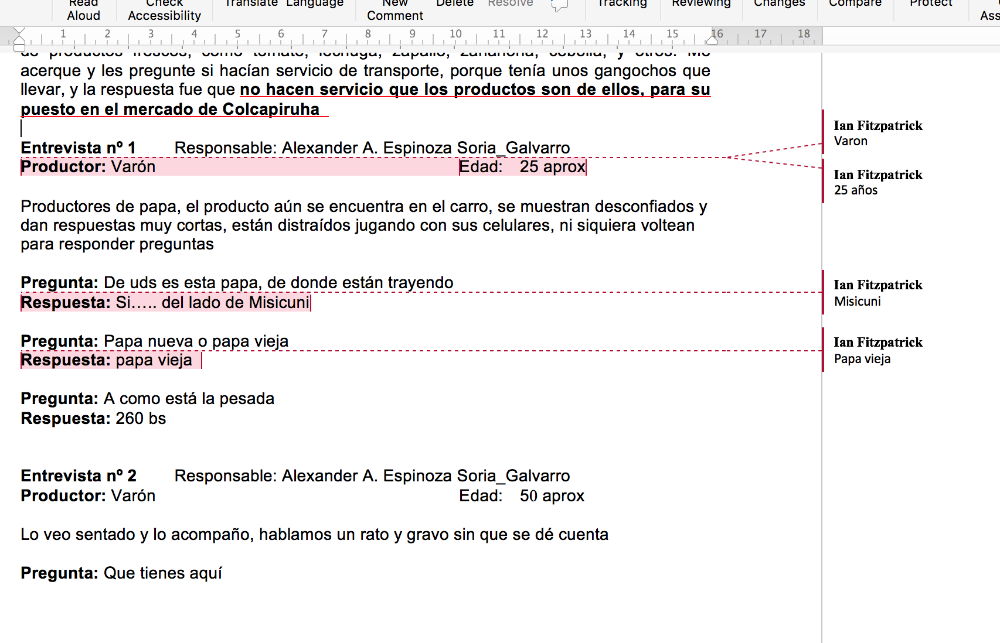 Read Aloud
Check Accessibility
Translate
Language
New Comment
Delete
Resolve
Tracking
Reviewing
Changes
Compare
Protect
2 1 2 3 4 5 6 7 8 9 10 11 12 13 14 15 16 17 18
de productos frescos, como tomate, lechuga, zapallo, zanahoria, cebolla, y otros. Me
acerque y les pregunte si hacían servicio de transporte, porque tenía unos gangochos que
llevar, y la respuesta fue que no hacen servicio que los productos son de ellos, para su
puesto en el mercado de Colcapiruha
Entrevista nº 1 Responsable: Alexander A. Espinoza Soria_Galvarro
Productor: Varón Edad: 25 aprox
Productores de papa, el producto aún se encuentra en el carro, se muestran desconfiados y
dan respuestas muy cortas, están distraídos jugando con sus celulares, ni siquiera voltean
para responder preguntas
Pregunta: De uds es esta papa, de donde están trayendo
Respuesta: Si….. del lado de Misicuni
Pregunta: Papa nueva o papa vieja
Respuesta: papa vieja
Pregunta: A como está la pesada
Respuesta: 260 bs
Entrevista nº 2 Responsable: Alexander A. Espinoza Soria_Galvarro
Productor: Varón Edad: 50 aprox
Lo veo sentado y lo acompaño, hablamos un rato y gravo sin que se dé cuenta
Pregunta: Que tienes aquí
Ian Fitzpatrick
Varon
Ian Fitzpatrick
25 años
Ian Fitzpatrick
Misicuni
Ian Fitzpatrick
Papa vieja